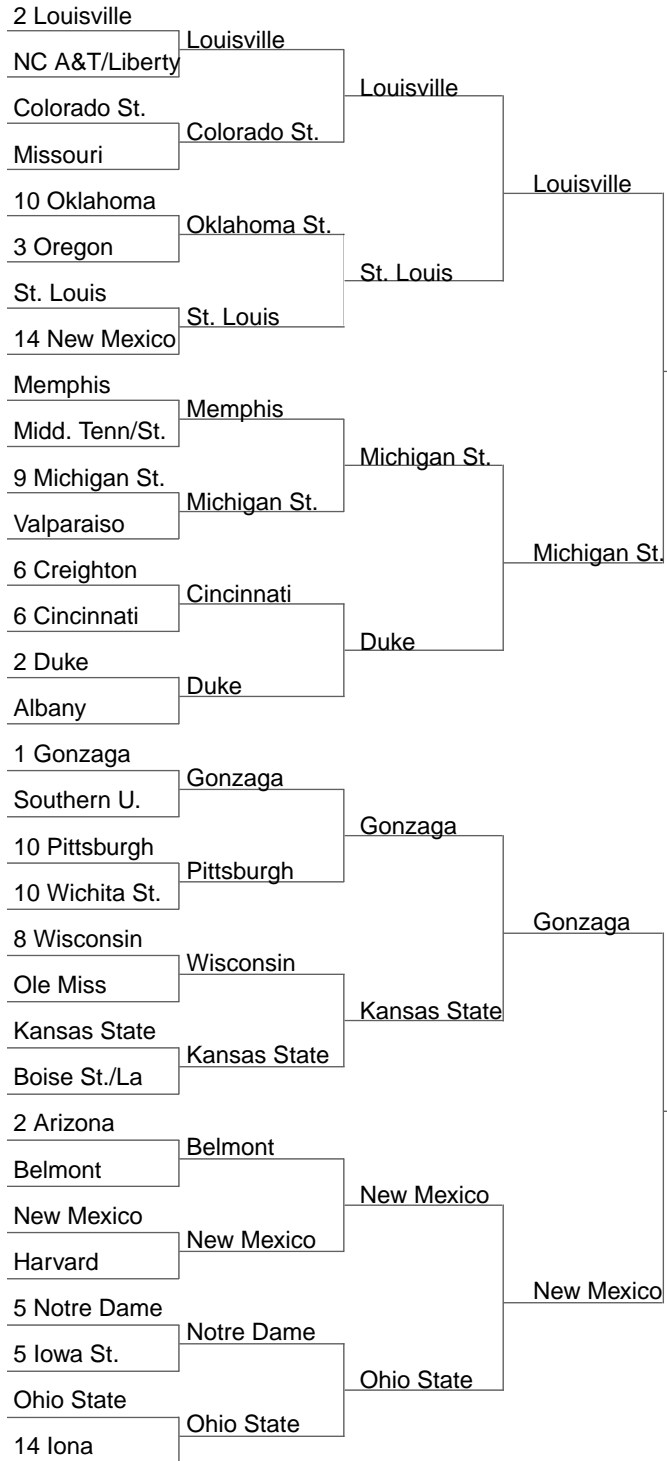 2 Louisville
Louisville
NC A&T/Liberty
Louisville
Colorado St.
Colorado St.
Missouri
Louisville
10 Oklahoma
Oklahoma St.
3 Oregon
St. Louis
St. Louis
St. Louis
14 New Mexico
Memphis
Memphis
Midd. Tenn/St.
Michigan St.
9 Michigan St.
Michigan St.
Valparaiso
Michigan St.
6 Creighton
Cincinnati
6 Cincinnati
Duke
2 Duke
Duke
Albany
1 Gonzaga
Gonzaga
Southern U.
Gonzaga
10 Pittsburgh
Pittsburgh
10 Wichita St.
Gonzaga
8 Wisconsin
Wisconsin
Ole Miss
Kansas State
Kansas State
Kansas State
Boise St./La
2 Arizona
Belmont
Belmont
New Mexico
New Mexico
New Mexico
Harvard
New Mexico
5 Notre Dame
Notre Dame
5 Iowa St.
Ohio State
Ohio State
Ohio State
14 Iona